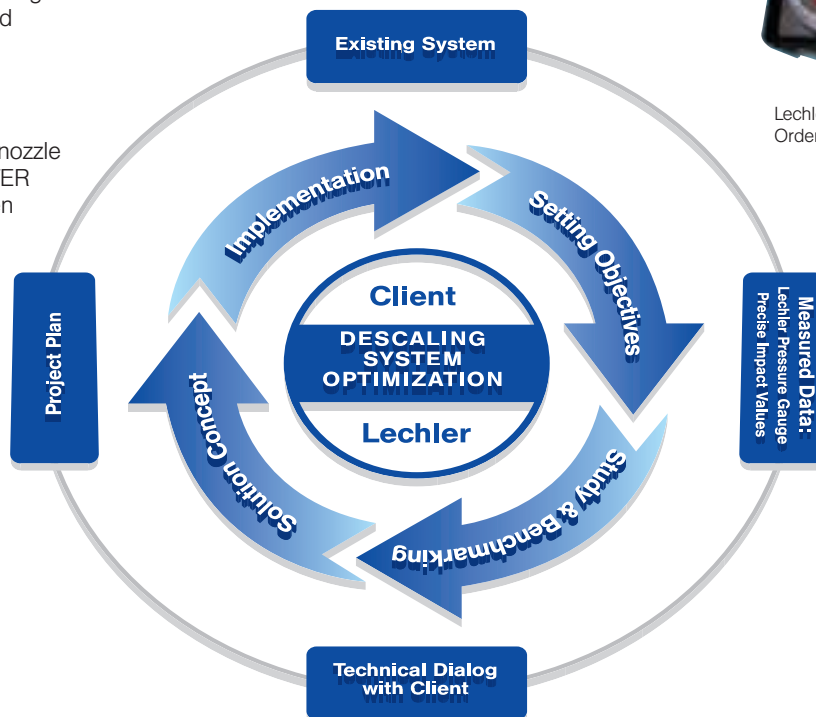 nozzle
Existing System
Lechl
Order
Implementation
Setting Objectives
Client
DESCALING
SYSTEM
OPTIMIZATION
Lechler
Project Plan
Measured Data:
Lechler Pressure Gauge
Precise Impact Values
Solution Concept
Study & Benchmarking
Technical Dialog
with Client